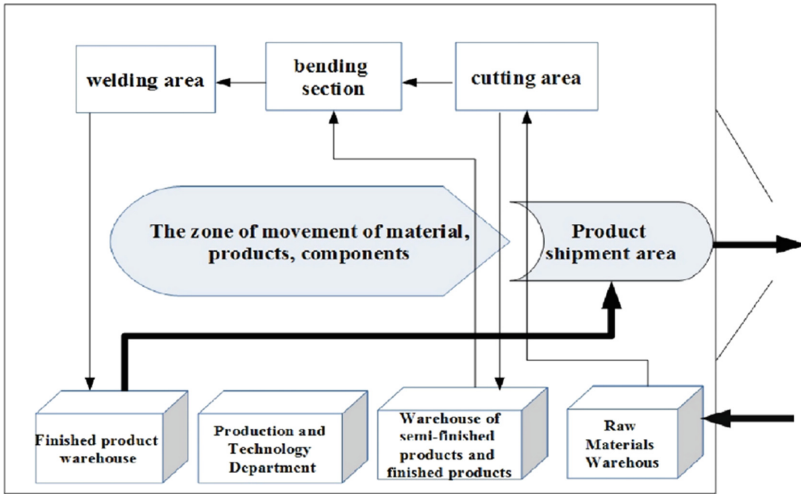 welding area
bending
section
cutting area
The zone of movement of material,
products, components
Product
shipment area
Finished product
warehouse
Production and
Technology
Department
Warehouse of
semi-finished
products and
finished products
Raw
Materials
Warehous